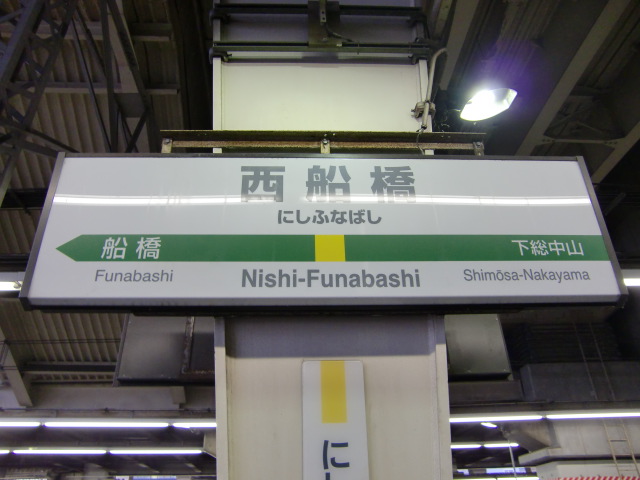 西船橋
にしふなばし
船橋 下総中山
Funabashi Nishi-Funabashi Shimōsa-Nakayama
にし